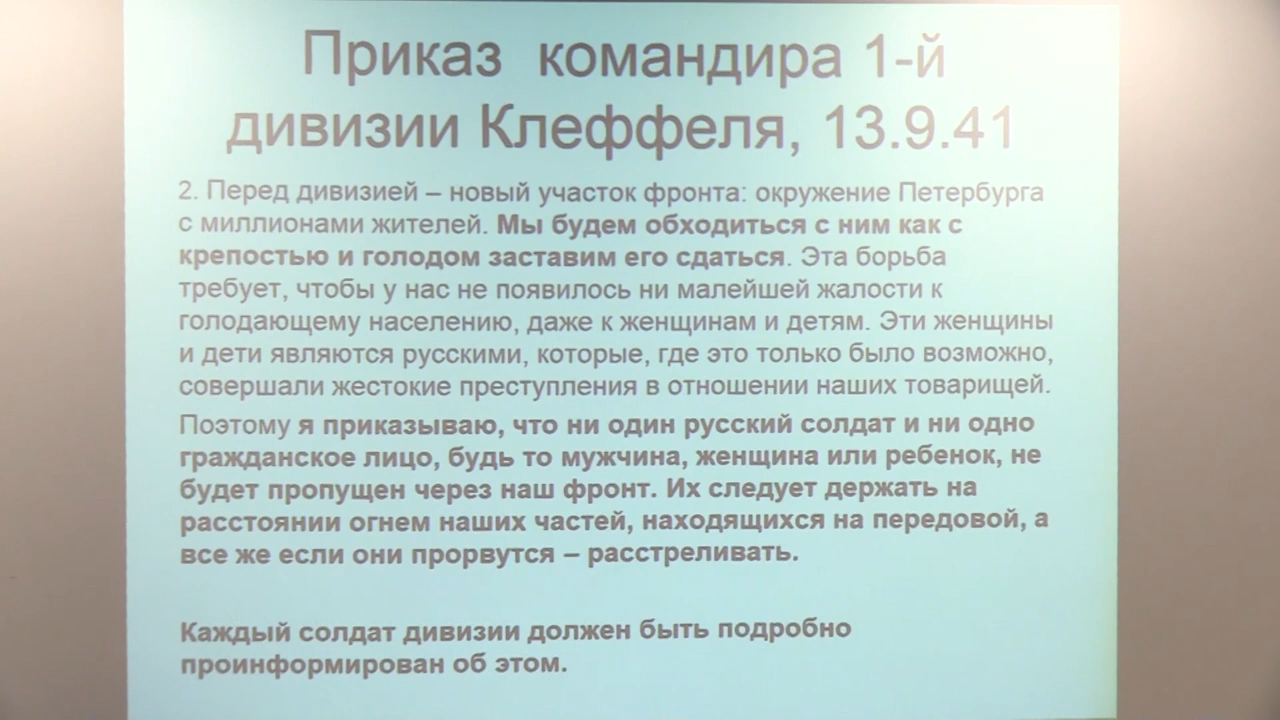 Приказ командира 1-й
дивизии Клеффеля, 13.9.41
2. Перед дивизией – новый участок фронта: окружение Петербурга
с миллионами жителей. Мы будем обходиться с ним как с
крепостью и голодом заставим его сдаться. Эта борьба
требует, чтобы у нас не появилось ни малейшей жалости к
голодающему населению, даже к женщинам и детям. Эти женщины
и дети являются русскими, которые, где это только было возможно,
совершали жестокие преступления в отношении наших товарищей.
Поэтому я приказываю, что ни один русский солдат и ни одно
гражданское лицо, будь то мужчина, женщина или ребенок, не
будет пропущен через наш фронт. Их следует держать на
расстоянии огнем наших частей, находящихся на передовой, а
все же если они прорвутся – расстреливать.
Каждый солдат дивизии должен быть подробно
проинформирован об этом.